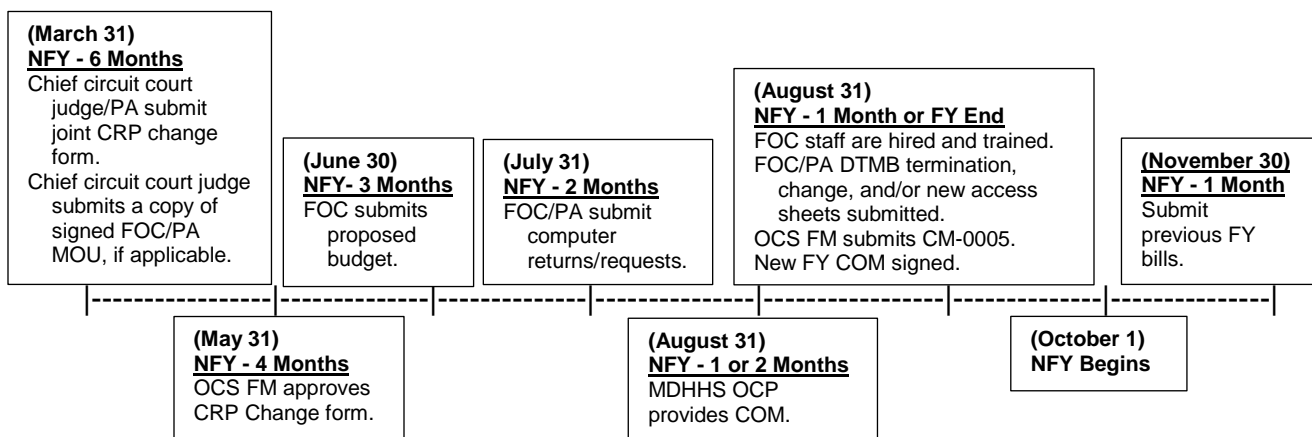 (March 31)
NFY - 6 Months
Chief circuit court
judge/PA submit
joint CRP change
form.
Chief circuit court judge
submits a copy of
signed FOC/PA
MOU, if applicable.
(May 31)
NFY - 4 Months
OCS FM approves
CRP Change form.
(June 30)
NFY- 3 Months
FOC submits
proposed
budget.
(July 31)
NFY - 2 Months
FOC/PA submit
computer
returns/requests.
(August 31)
NFY - 1 or 2 Months
MDHHS OCP
provides COM.
(August 31)
NFY - 1 Month or FY End
FOC staff are hired and trained.
FOC/PA DTMB termination,
change, and/or new access
sheets submitted.
OCS FM submits CM-0005.
New FY COM signed.
(October 1)
NFY Begins
(November 30)
NFY - 1 Month
Submit
previous FY
bills.